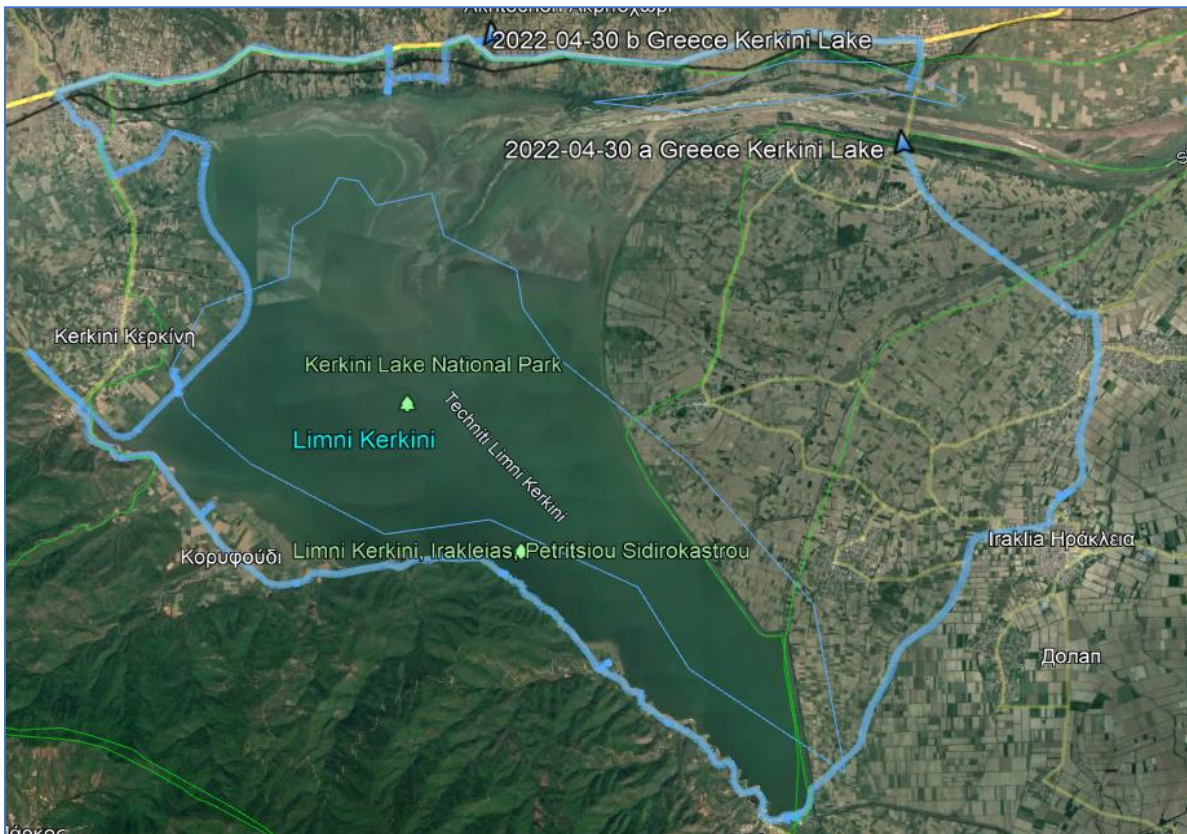 2022-04-30 b Greece Kerkini Lake
2022-04-30 a Greece Kerkini Lake
Kerkini Κερκίνη
Kerkini Lake National Park
Limni Kerkini
Techniti Limni Kerkini
Limni Kerkini, Irakleias, Petritsiou Sidirokastrou
Κορυφούδι
Iraklia Ηράκλεια
Долап